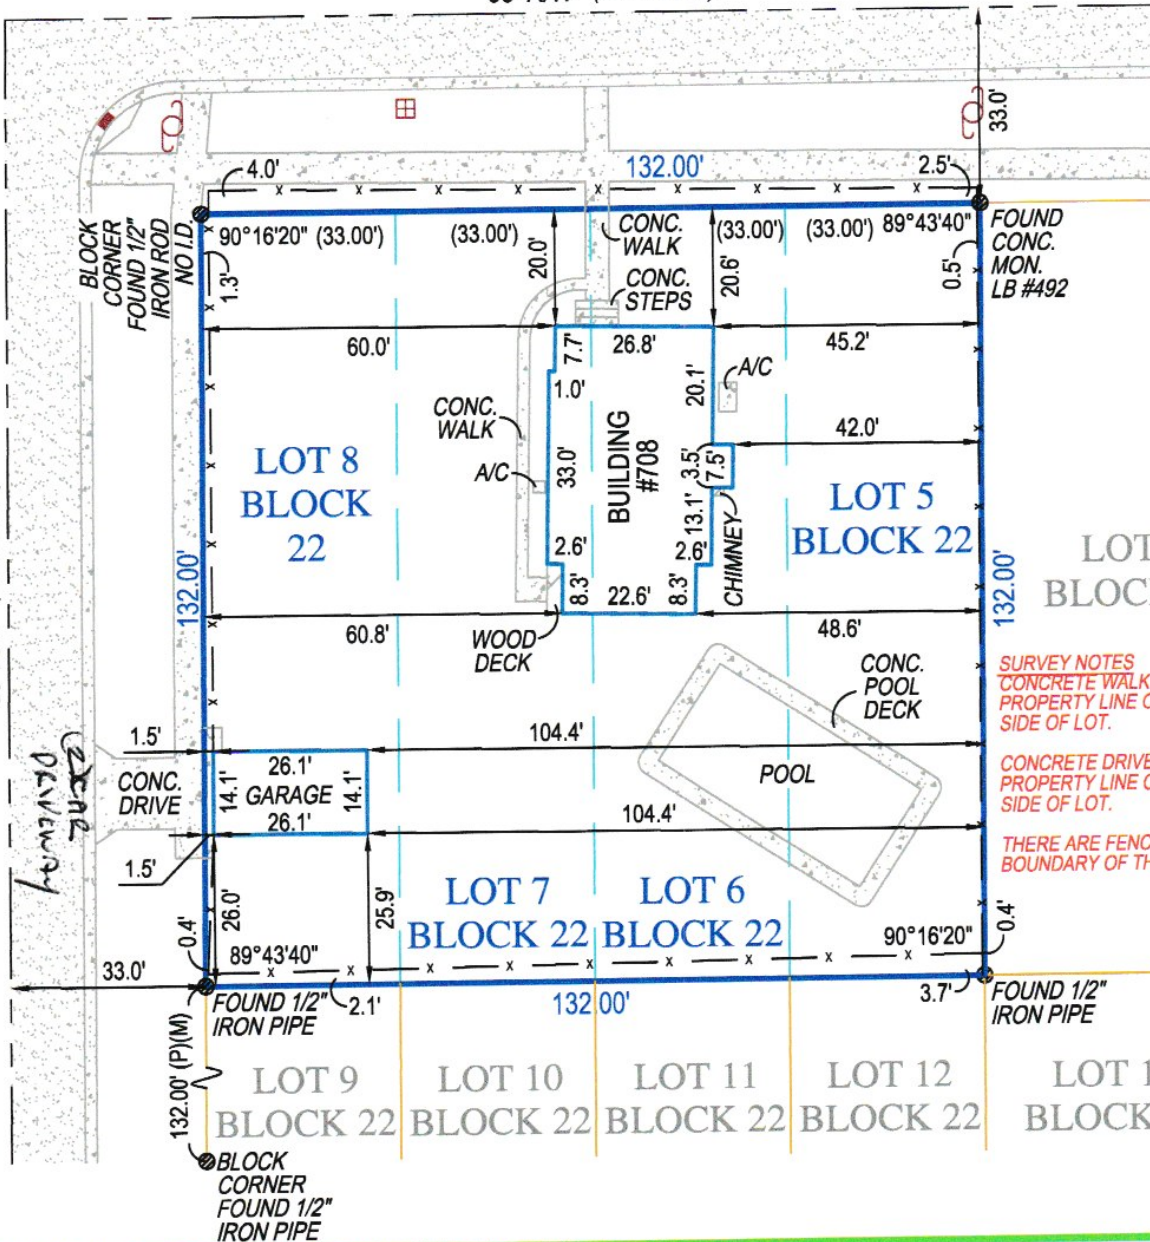 33.0'
4.0'
132.00'
2.5'
BLOCK
CORNER
FOUND 1/2"
IRON ROD
NO I.D.
90°16'20"
(33.00')
(33.00')
CONC.
WALK
(33.00')
(33.00')
89°43'40"
FOUND
CONC.
MON.
LB #492
1.3'
20.0'
CONC.
STEPS
20.6'
0.5'
60.0'
7.7'
26.8'
45.2'
1.0'
20.1'
A/C
CONC.
WALK
BUILDING
#708
42.0'
LOT 8
BLOCK
22
A/C
33.0'
3.5'
7.5'
LOT 5
BLOCK 22
13.1'
CHIMNEY
2.6'
2.6'
LOT
BLOC
132.00'
8.3'
22.6'
8.3'
132.00'
60.8'
WOOD
DECK
48.6'
CONC.
POOL
DECK
SURVEY NOTES
CONCRETE WALK
PROPERTY LINE O
SIDE OF LOT.
CONCRETE DRIVE
PROPERTY LINE O
SIDE OF LOT.
THERE ARE FENC
BOUNDARY OF TH
1.5'
104.4'
CONC.
DRIVE
14.1'
26.1'
GARAGE
26.1'
14.1'
POOL
104.4'
1.5'
26.0'
25.9'
LOT 7
BLOCK 22
LOT 6
BLOCK 22
0.4'
89°43'40"
90°16'20"
0.4'
33.0'
FOUND 1/2"
IRON PIPE
2.1'
132.00'
3.7'
FOUND 1/2"
IRON PIPE
132.00' (P)(M)
LOT 9
BLOCK 22
LOT 10
BLOCK 22
LOT 11
BLOCK 22
LOT 12
BLOCK 22
LOT 1
BLOCK
BLOCK
CORNER
FOUND 1/2"
IRON PIPE